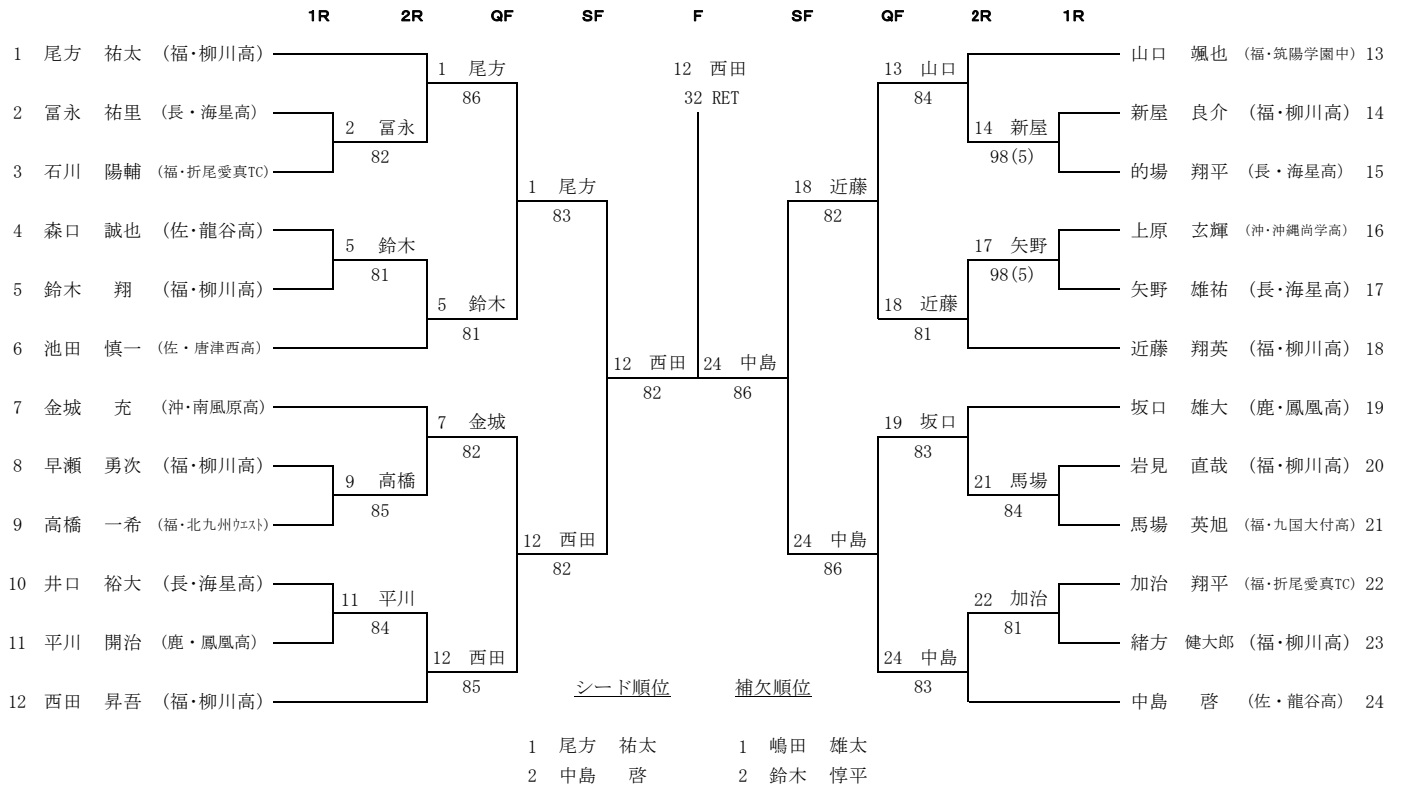 1R 2R QF SF F SF QF 2R 1R
1 尾方 祐太 (福・柳川高)
2 冨永 祐里 (長・海星高)
3 石川 陽輔 (福・折尾愛真TC)
4 森口 誠也 (佐・龍谷高)
5 鈴木 翔 (福・柳川高)
6 池田 慎一 (佐・唐津西高)
7 金城 充 (沖・南風原高)
8 早瀬 勇次 (福・柳川高)
9 高橋 一希 (福・北九州ウエスト)
10 井口 裕大 (長・海星高)
11 平川 開治 (鹿・鳳凰高)
12 西田 昇吾 (福・柳川高)
2 冨永
82
5 鈴木
81
9 高橋
85
11 平川
84
1 尾方
86
5 鈴木
81
7 金城
82
12 西田
85
1 尾方
83
12 西田
82
12 西田
82
12 西田
32 RET
24 中島
86
18 近藤
82
24 中島
86
13 山口
84
18 近藤
81
19 坂口
83
24 中島
83
14 新屋
98(5)
17 矢野
98(5)
21 馬場
84
22 加治
81
山口 颯也 (福・筑陽学園中) 13
新屋 良介 (福・柳川高) 14
的場 翔平 (長・海星高) 15
上原 玄輝 (沖・沖縄尚学高) 16
矢野 雄祐 (長・海星高) 17
近藤 翔英 (福・柳川高) 18
坂口 雄大 (鹿・鳳凰高) 19
岩見 直哉 (福・柳川高) 20
馬場 英旭 (福・九国大付高) 21
加治 翔平 (福・折尾愛真TC) 22
緒方 健大郎 (福・柳川高) 23
中島 啓 (佐・龍谷高) 24
シード順位
1 尾方 祐太
2 中島 啓
補欠順位
1 嶋田 雄太
2 鈴木 惇平